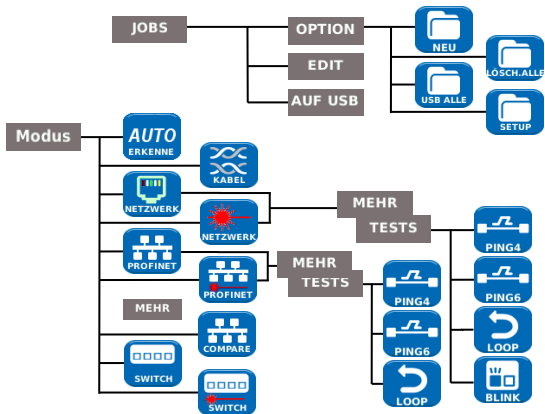 JOBS
OPTION
NEU
LÖSCH.ALLE
EDIT
USB ALLE
AUF USB
SETUP
Modus
AUTO
ERKENNE
KABEL
NETZWERK
MEHR
TESTS
NETZWERK
PING4
PROFINET
MEHR
TESTS
PROFINET
PING4
PING6
MEHR
COMPARE
PING6
LOOP
SWITCH
SWITCH
LOOP
BLINK